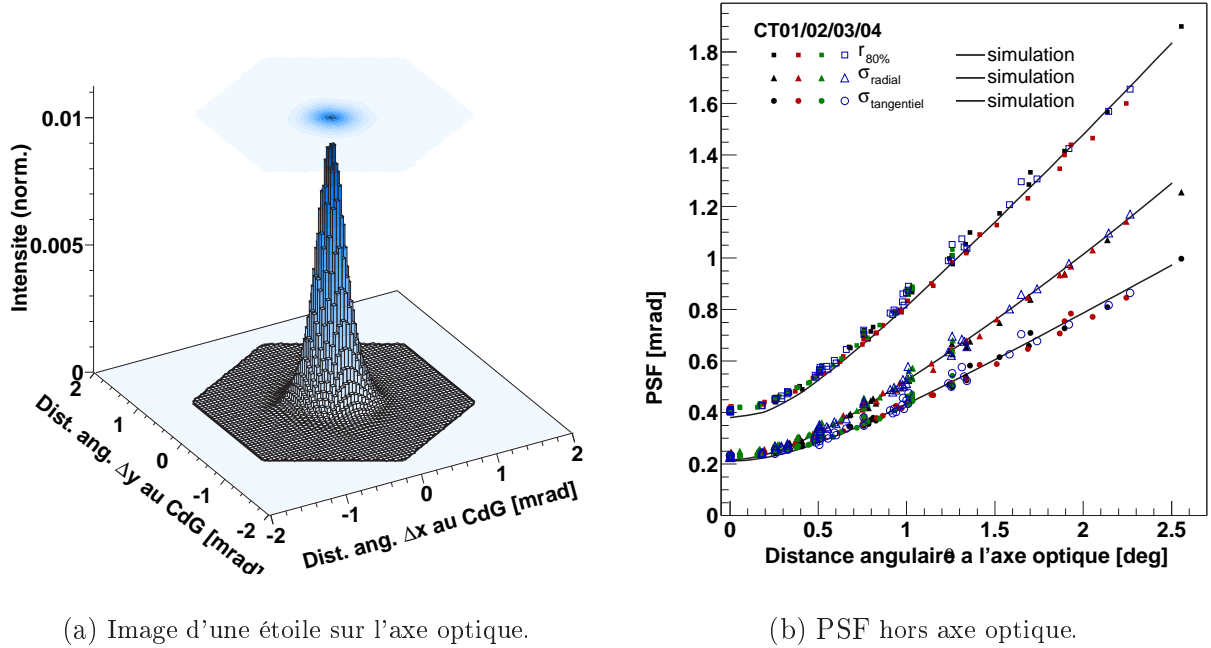 Intensite (norm.)
0.01
0.005
0
2
1
0
-1
-2
Dist. ang. Δy au CdG [mrad]
-2
-1
0
1
2
Dist. ang. Δx au CdG [mrad]
(a) Image d'une étoile sur l'axe optique.
PSF [mrad]
1.8
1.6
1.4
1.2
1
0.8
0.6
0.4
0.2
0
CT01/02/03/04
r80% simulation
σradial simulation
σtangentiel simulation
0 0.5 1 1.5 2 2.5
Distance angulaire θ a l'axe optique [deg]
(b) PSF hors axe optique.